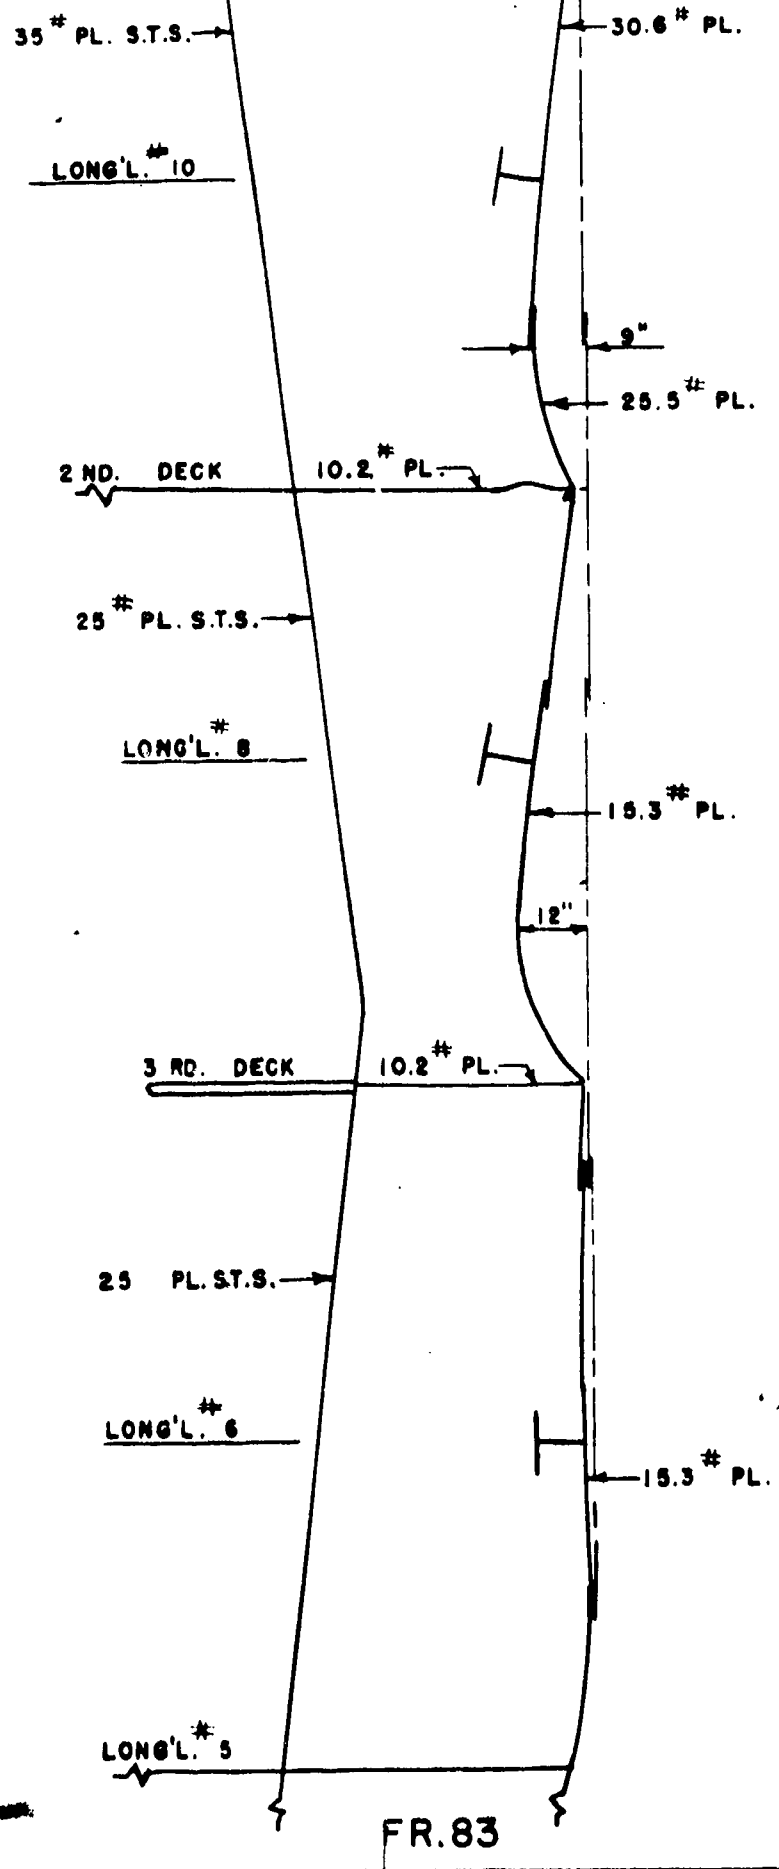 35# PL. S.T.S.
30.6# PL.
LONG'L. # 10
9"
25.5# PL.
2 ND. DECK
10.2# PL.
25# PL. S.T.S.
LONG'L. # 8
15.3# PL.
12"
3 RD. DECK
10.2# PL.
25 PL. S.T.S.
LONG'L. # 6
15.3# PL.
LONG'L. # 5
FR.83